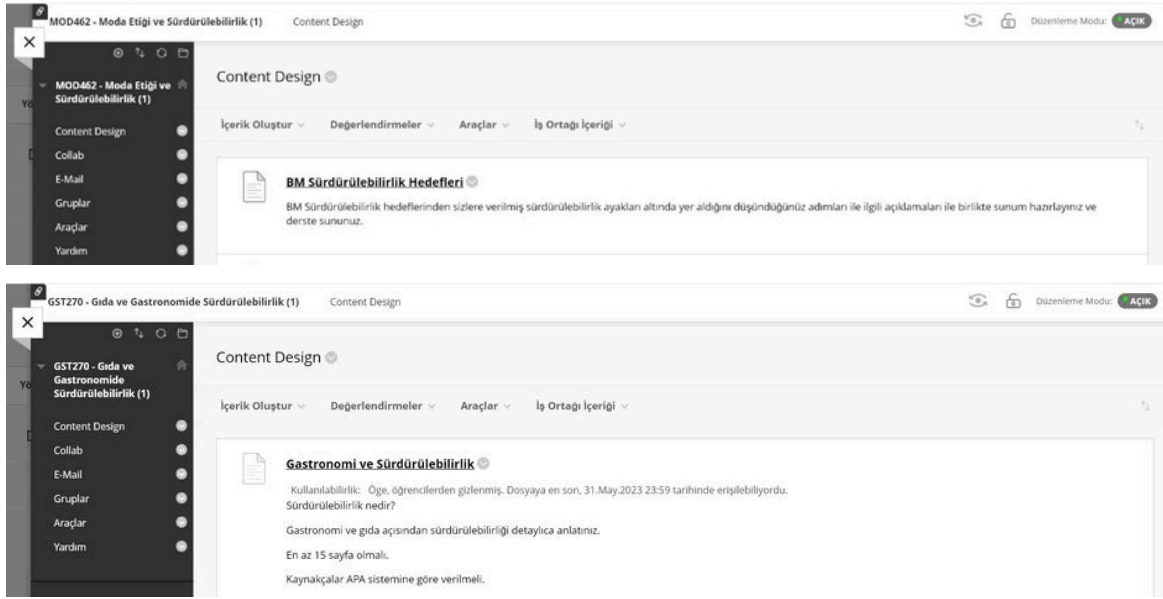 MOD462 - Moda Etiği ve Sürdürülebilirlik (1) Content Design Düzenleme Modu: AÇIK
MOD462 - Moda Etiği ve
Sürdürülebilirlik (1)
Content Design
Collab
E-Mail
Gruplar
Araçlar
Yardım
Content Design
İçerik Oluştur Değerlendirmeler Araçlar İş Ortağı İçeriği
BM Sürdürülebilirlik Hedefleri
BM Sürdürülebilirlik hedeflerinden sizlere verilmiş sürdürülebilirlik ayakları altında yer aldığını düşündüğünüz adımları ile ilgili açıklamaları ile birlikte sunum hazırlayınız ve
derste sununuz.
GST270 - Gıda ve Gastronomide Sürdürülebilirlik (1) Content Design Düzenleme Modu: AÇIK
GST270 - Gıda ve
Gastronomide
Sürdürülebilirlik (1)
Content Design
Collab
E-Mail
Gruplar
Araçlar
Yardım
Content Design
İçerik Oluştur Değerlendirmeler Araçlar İş Ortağı İçeriği
Gastronomi ve Sürdürülebilirlik
Kullanılabilirlik: Öge, öğrencilerden gizlenmiş. Dosyaya en son, 31.May.2023 23:59 tarihinde erişilebiliyordu.
Sürdürülebilirlik nedir?
Gastronomi ve gıda açısından sürdürülebilirliği detaylıca anlatınız.
En az 15 sayfa olmalı.
Kaynakçalar APA sistemine göre verilmeli.